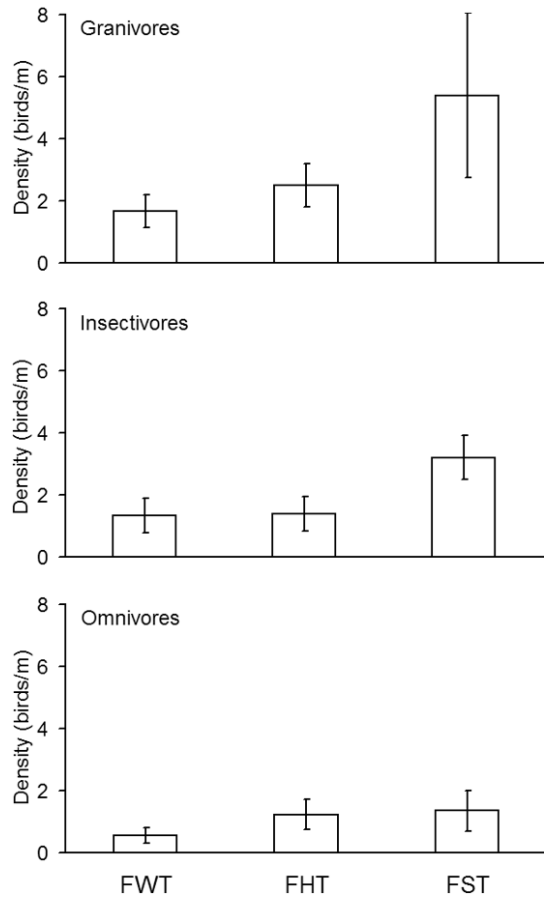 Granivores
Density (birds/m)
8
6
4
2
0
Insectivores
Density (birds/m)
8
6
4
2
0
Omnivores
Density (birds/m)
8
6
4
2
0
FWT FHT FST